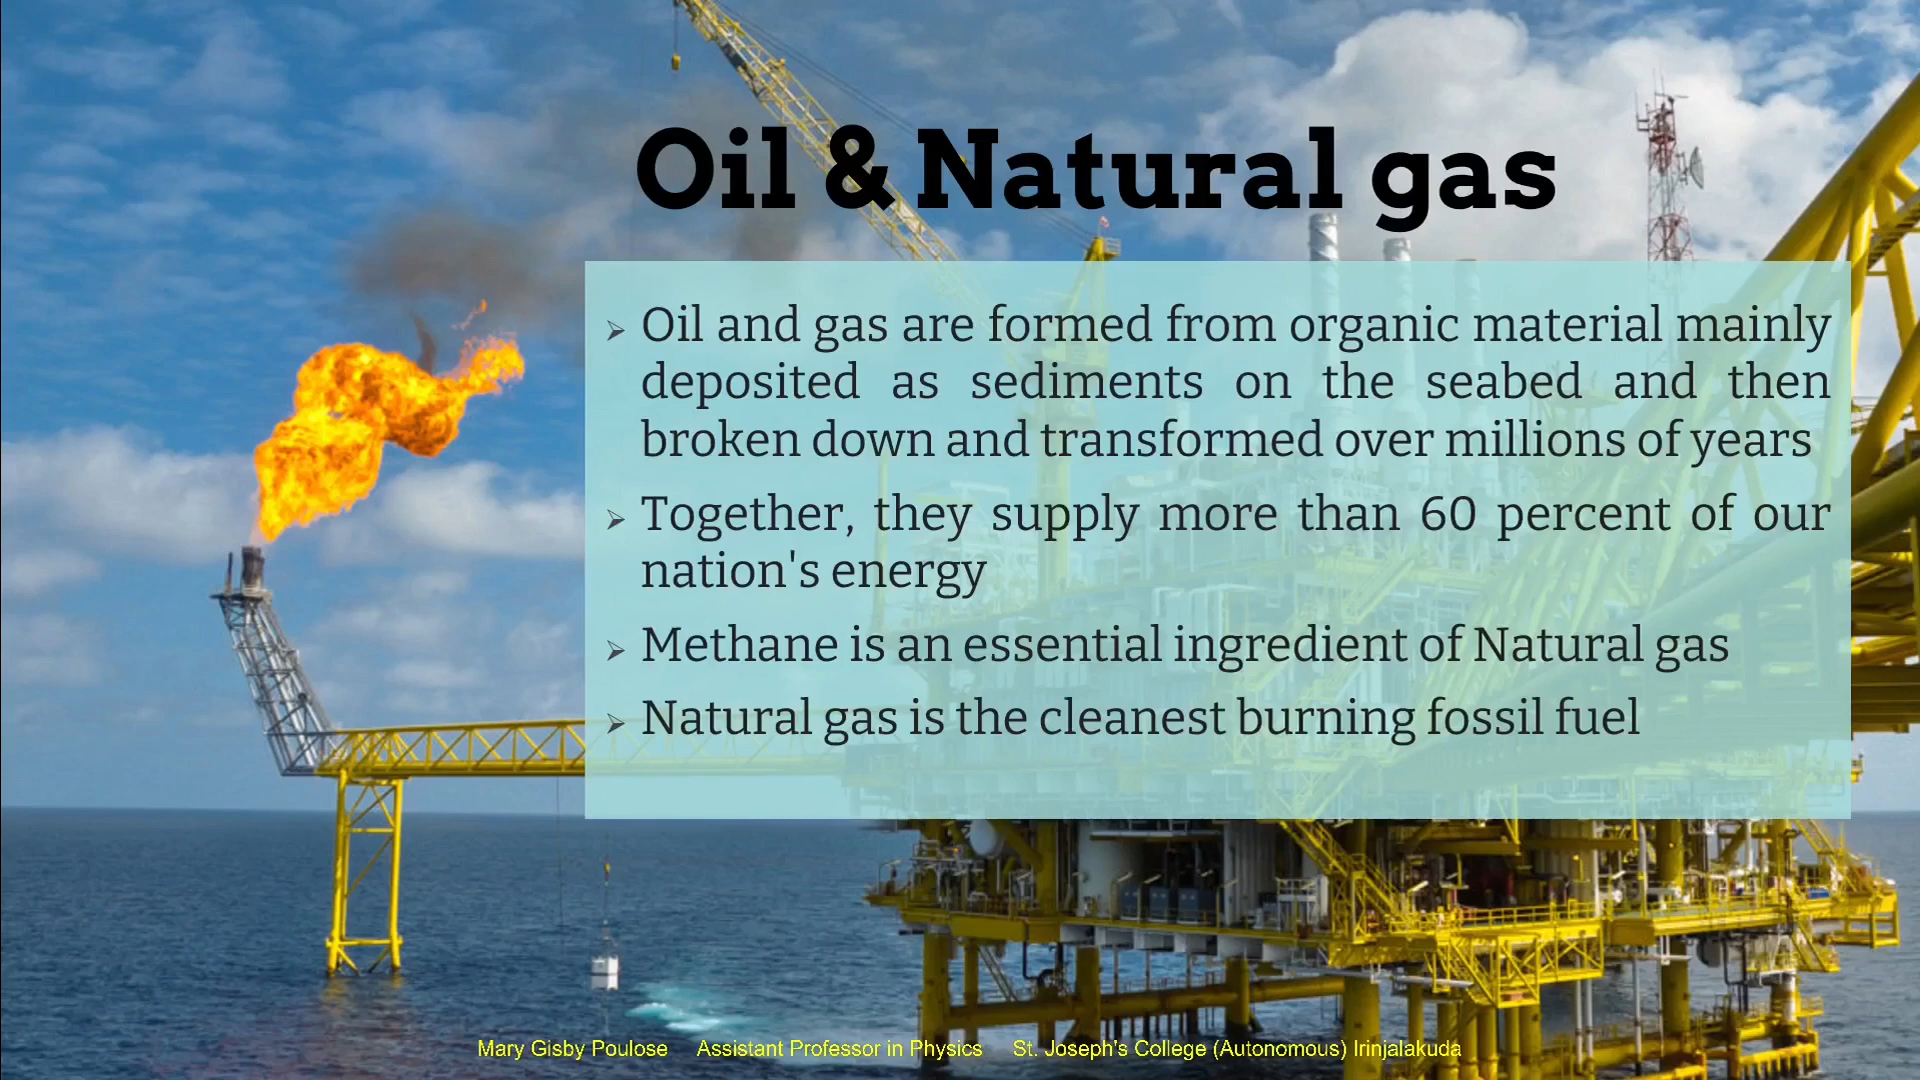 Oil & Natural gas
➢ Oil and gas are formed from organic material mainly
deposited as sediments on the seabed and then
broken down and transformed over millions of years
➢ Together, they supply more than 60 percent of our
nation's energy
➢ Methane is an essential ingredient of Natural gas
➢ Natural gas is the cleanest burning fossil fuel
Mary Gisby Poulose Assistant Professor in Physics St. Joseph's College (Autonomous) Irinjalakuda